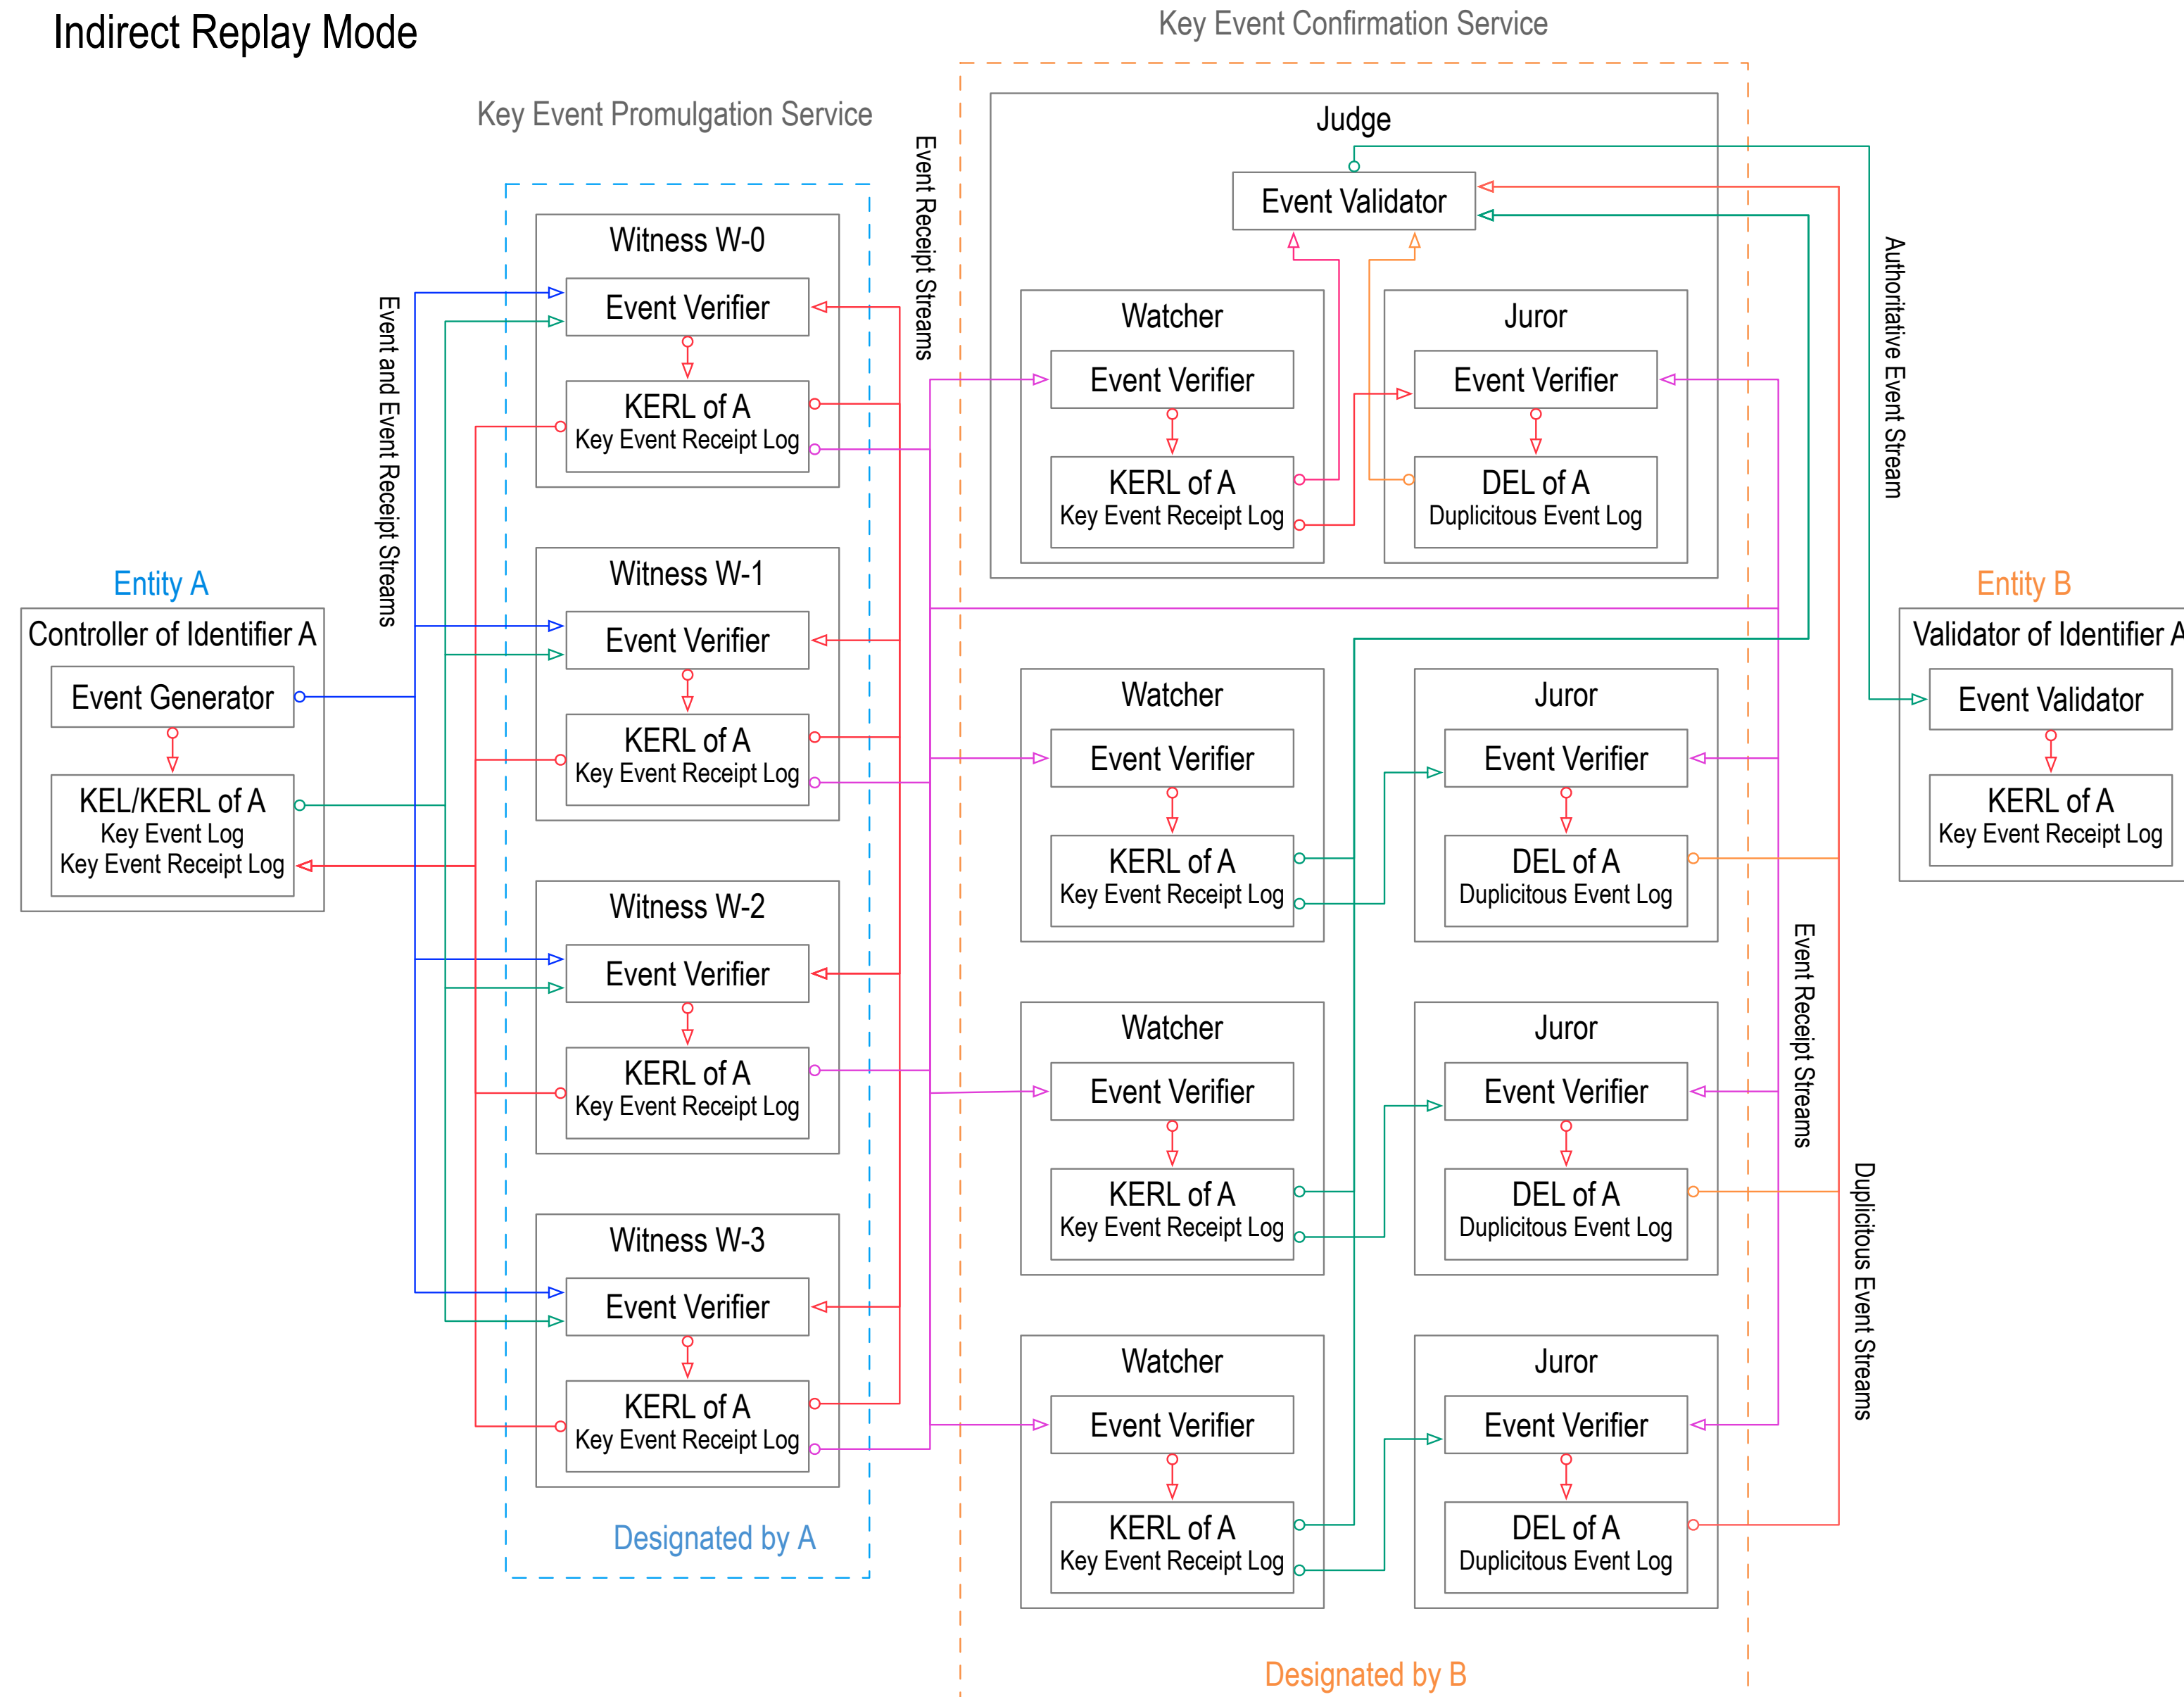 Indirect Replay Mode
Key Event Confirmation Service
Key Event Promulgation Service
Event and Event Receipt Streams
Event Receipt Streams
Entity A
Controller of Identifier A
Event Generator
KEL/KERL of A
Key Event Log
Key Event Receipt Log
Witness W-0
Event Verifier
KERL of A
Key Event Receipt Log
Witness W-1
Event Verifier
KERL of A
Key Event Receipt Log
Witness W-2
Event Verifier
KERL of A
Key Event Receipt Log
Witness W-3
Event Verifier
KERL of A
Key Event Receipt Log
Designated by A
Judge
Event Validator
Watcher
Event Verifier
KERL of A
Key Event Receipt Log
Juror
Event Verifier
DEL of A
Duplicitous Event Log
Watcher
Event Verifier
KERL of A
Key Event Receipt Log
Juror
Event Verifier
DEL of A
Duplicitous Event Log
Watcher
Event Verifier
KERL of A
Key Event Receipt Log
Juror
Event Verifier
DEL of A
Duplicitous Event Log
Watcher
Event Verifier
KERL of A
Key Event Receipt Log
Juror
Event Verifier
DEL of A
Duplicitous Event Log
Designated by B
Event Receipt Streams
Duplicitous Event Streams
Authoritative Event Stream
Entity B
Validator of Identifier A
Event Validator
KERL of A
Key Event Receipt Log